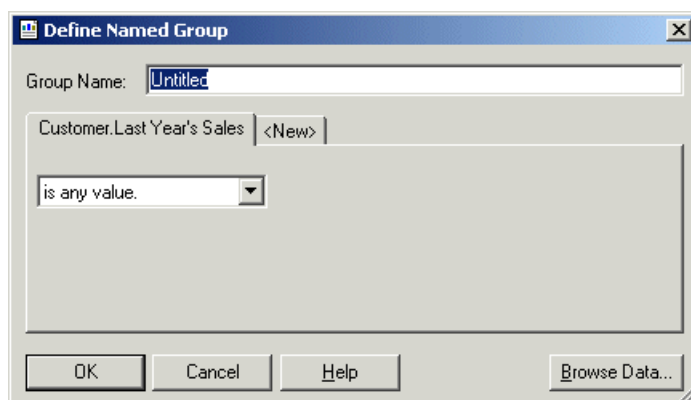 Define Named Group
Group Name: Untitled
Customer.Last Year's Sales <New>
is any value.
OK Cancel Help Browse Data...